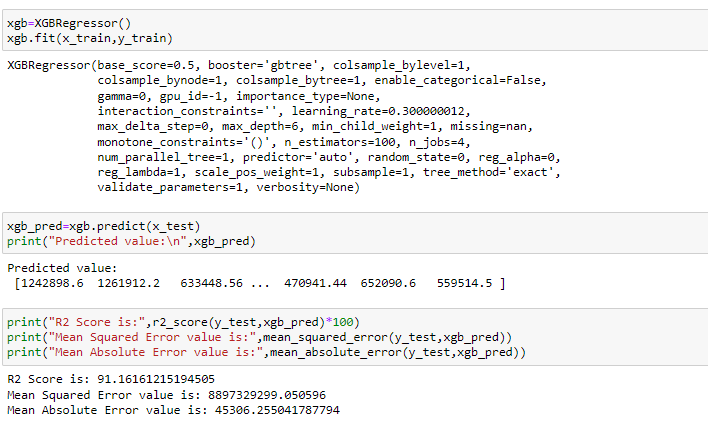 xgb=XGBRegressor()
xgb.fit(x_train,y_train)
XGBRegressor(base_score=0.5, booster='gbtree', colsample_bylevel=1,
colsample_bynode=1, colsample_bytree=1, enable_categorical=False,
gamma=0, gpu_id=-1, importance_type=None,
interaction_constraints='', learning_rate=0.300000012,
max_delta_step=0, max_depth=6, min_child_weight=1, missing=nan,
monotone_constraints='()', n_estimators=100, n_jobs=4,
num_parallel_tree=1, predictor='auto', random_state=0, reg_alpha=0,
reg_lambda=1, scale_pos_weight=1, subsample=1, tree_method='exact',
validate_parameters=1, verbosity=None)
xgb_pred=xgb.predict(x_test)
print("Predicted value:\n",xgb_pred)
Predicted value:
[1242898.6 1261912.2 633448.56 ... 470941.44 652090.6 559514.5 ]
print("R2 Score is:",r2_score(y_test,xgb_pred)*100)
print("Mean Squared Error value is:",mean_squared_error(y_test,xgb_pred))
print("Mean Absolute Error value is:",mean_absolute_error(y_test,xgb_pred))
R2 Score is: 91.16161215194505
Mean Squared Error value is: 8897329299.050596
Mean Absolute Error value is: 45306.255041787794